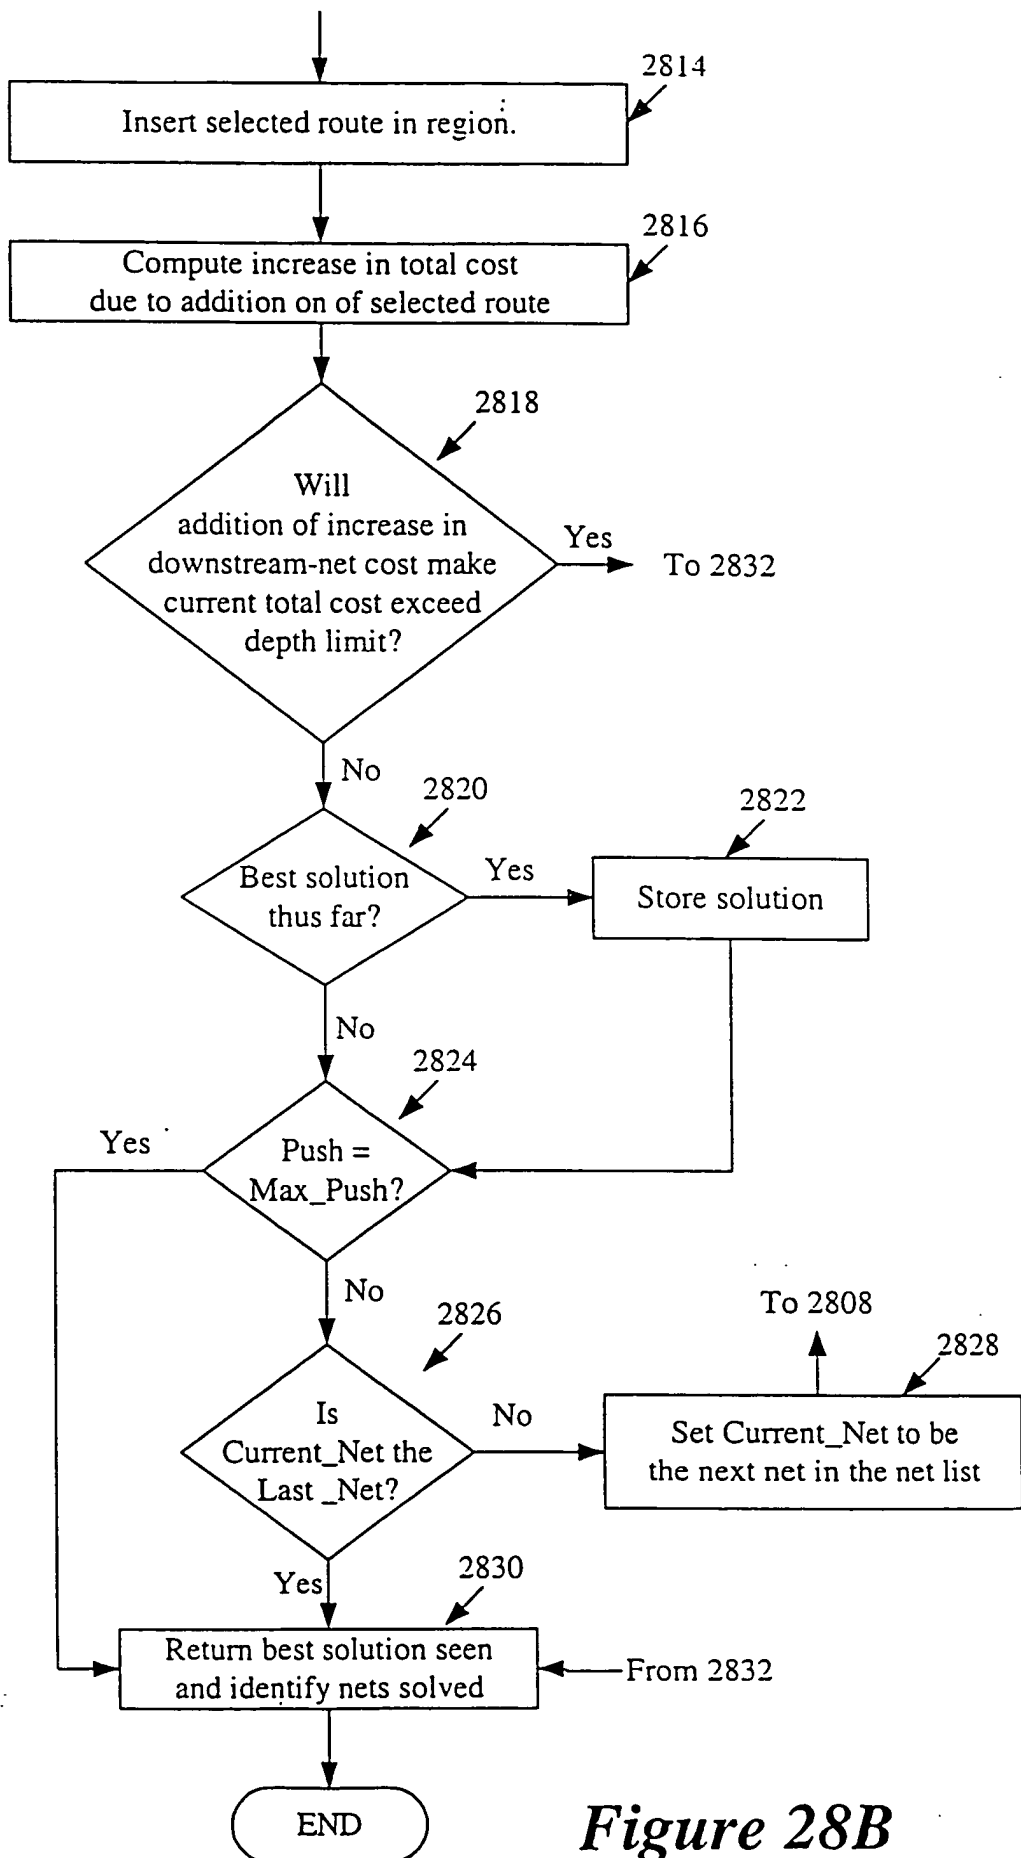 2814
Insert selected route in region.
2816
Compute increase in total cost
due to addition on of selected route
2818
Will
addition of increase in
downstream-net cost make
current total cost exceed
depth limit?
Yes
To 2832
No
2820
2822
Best solution
thus far?
Yes
Store solution
No
2824
Yes
Push =
Max_Push?
No
To 2808
2826
2828
Is
Current_Net the
Last _Net?
No
Set Current_Net to be
the next net in the net list
Yes
2830
Return best solution seen
and identify nets solved
From 2832
END
Figure 28B